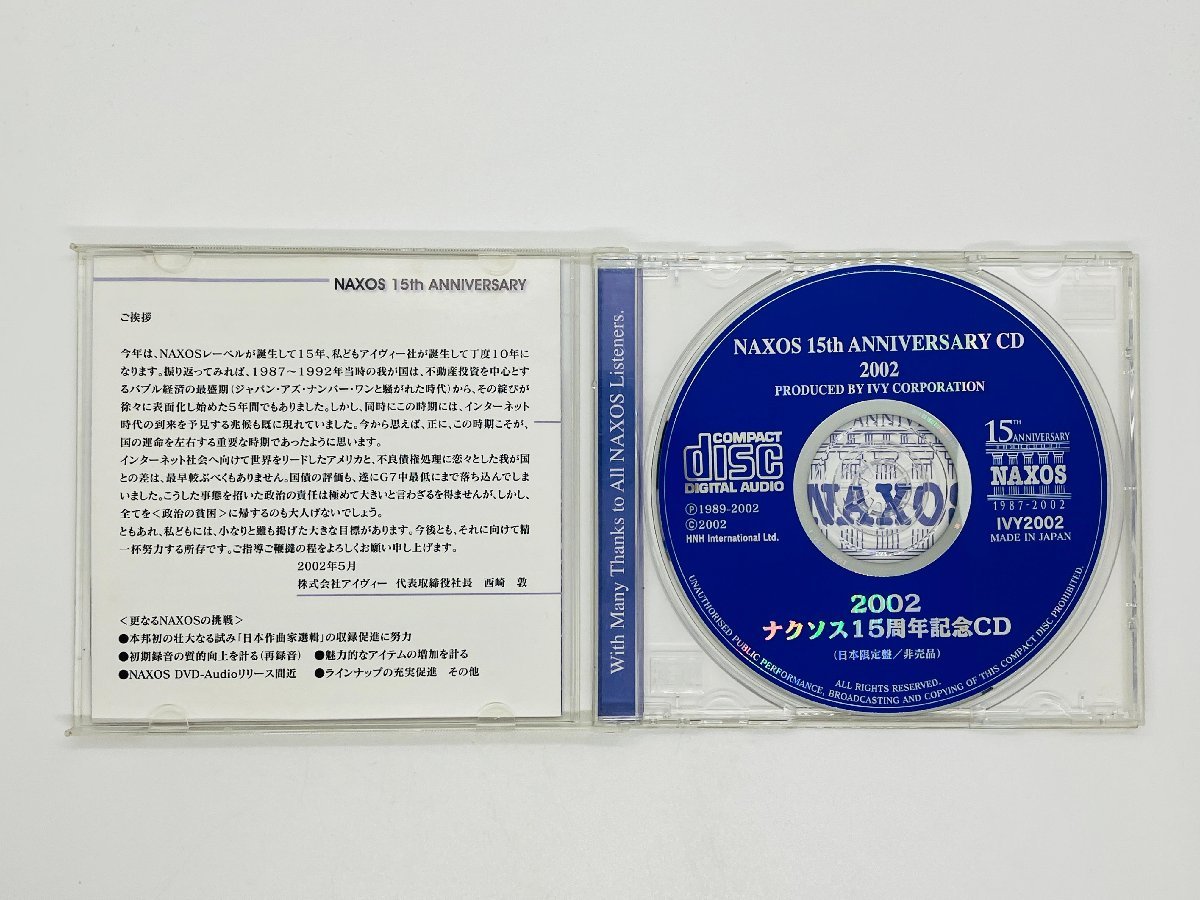 NAXOS 15th ANNIVERSARY
ご挨拶
今年は、NAXOSレーベルが誕生して15年、私どもアイヴィー社が誕生して丁度10年に
なります。振り返ってみれば、1987～1992年当時の我が国は、不動産投資を中心とす
るバブル経済の最盛期（ジャパン・アズ・ナンバー・ワンと騒がれた時代）から、その綻びが
徐々に表面化し始めた5年間でもありました。しかし、同時にこの時期には、インターネット
時代の到来を予見する兆候も既に現れていました。今から思えば、正に、この時期こそが、
国の運命を左右する重要な時期であったように思います。
インターネット社会へ向けて世界をリードしたアメリカと、不良債権処理に恋々とした我が国
との差は、最早較ぶべくもありません。国債の評価も、遂にG7中最低にまで落ち込んでしま
いました。こうした事態を招いた政治の責任は極めて大きいと言わざるを得ませんが、しかし、
全てを＜政治の貧困＞に帰するのも大人げないでしょう。
ともあれ、私どもには、小なりと雖も掲げた大きな目標があります。今後とも、それに向けて精
一杯努力する所存です。ご指導ご鞭撻の程をよろしくお願い申し上げます。
2002年5月
株式会社アイヴィー 代表取締役社長 西崎 敦
＜更なるNAXOSの挑戦＞
●本邦初の壮大なる試み「日本作曲家選輯」の収録促進に努力
●初期録音の質的向上を計る（再録音） ●魅力的なアイテムの増加を計る
●NAXOS DVD-Audioリリース間近 ●ラインナップの充実促進 その他
With Many Thanks to All NAXOS Listeners.
NAXOS 15th ANNIVERSARY CD
2002
PRODUCED BY IVY CORPORATION
COMPACT
disc
DIGITAL AUDIO
℗1989-2002
©2002
HNH International Ltd.
NAXOS
15TH ANNIVERSARY
NAXOS
1987-2002
IVY2002
MADE IN JAPAN
2002
ナクソス15周年記念CD
（日本限定盤／非売品）
ALL RIGHTS RESERVED.
UNAUTHORISED PUBLIC PERFORMANCE, BROADCASTING AND COPYING OF THIS COMPACT DISC PROHIBITED.